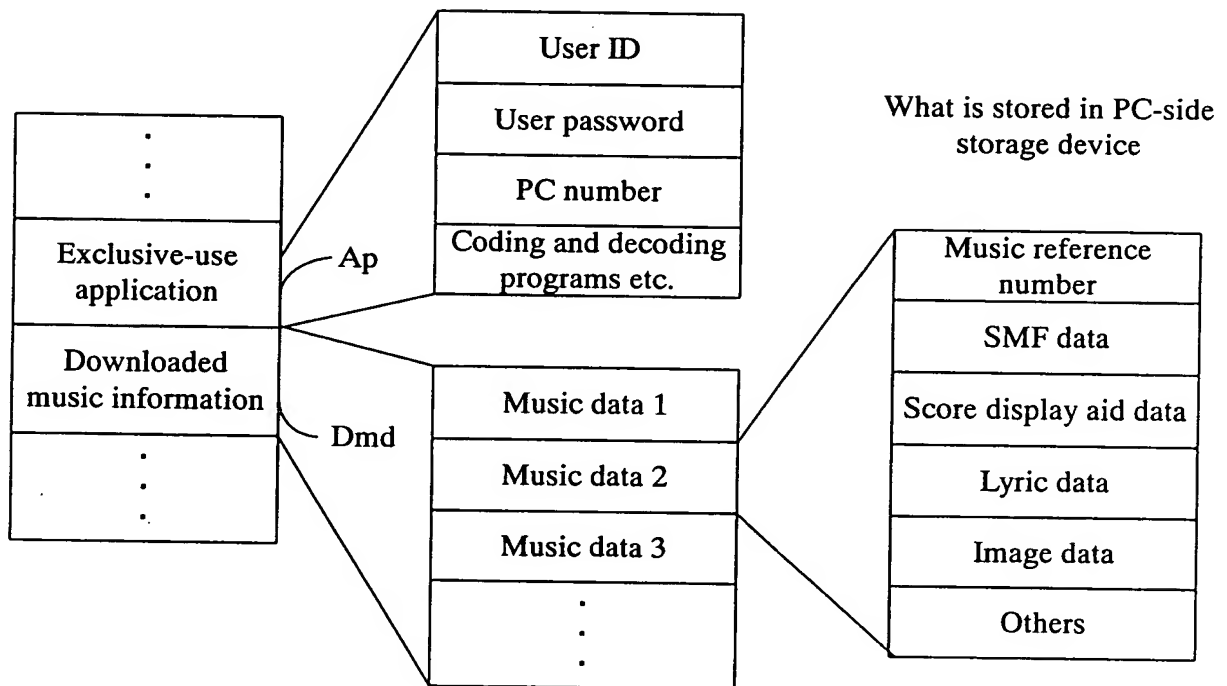 What is stored in PC-side
storage device
Exclusive-use
application
Ap
Downloaded
music information
Dmd
User ID
User password
PC number
Coding and decoding
programs etc.
Music data 1
Music data 2
Music data 3
Music reference
number
SMF data
Score display aid data
Lyric data
Image data
Others